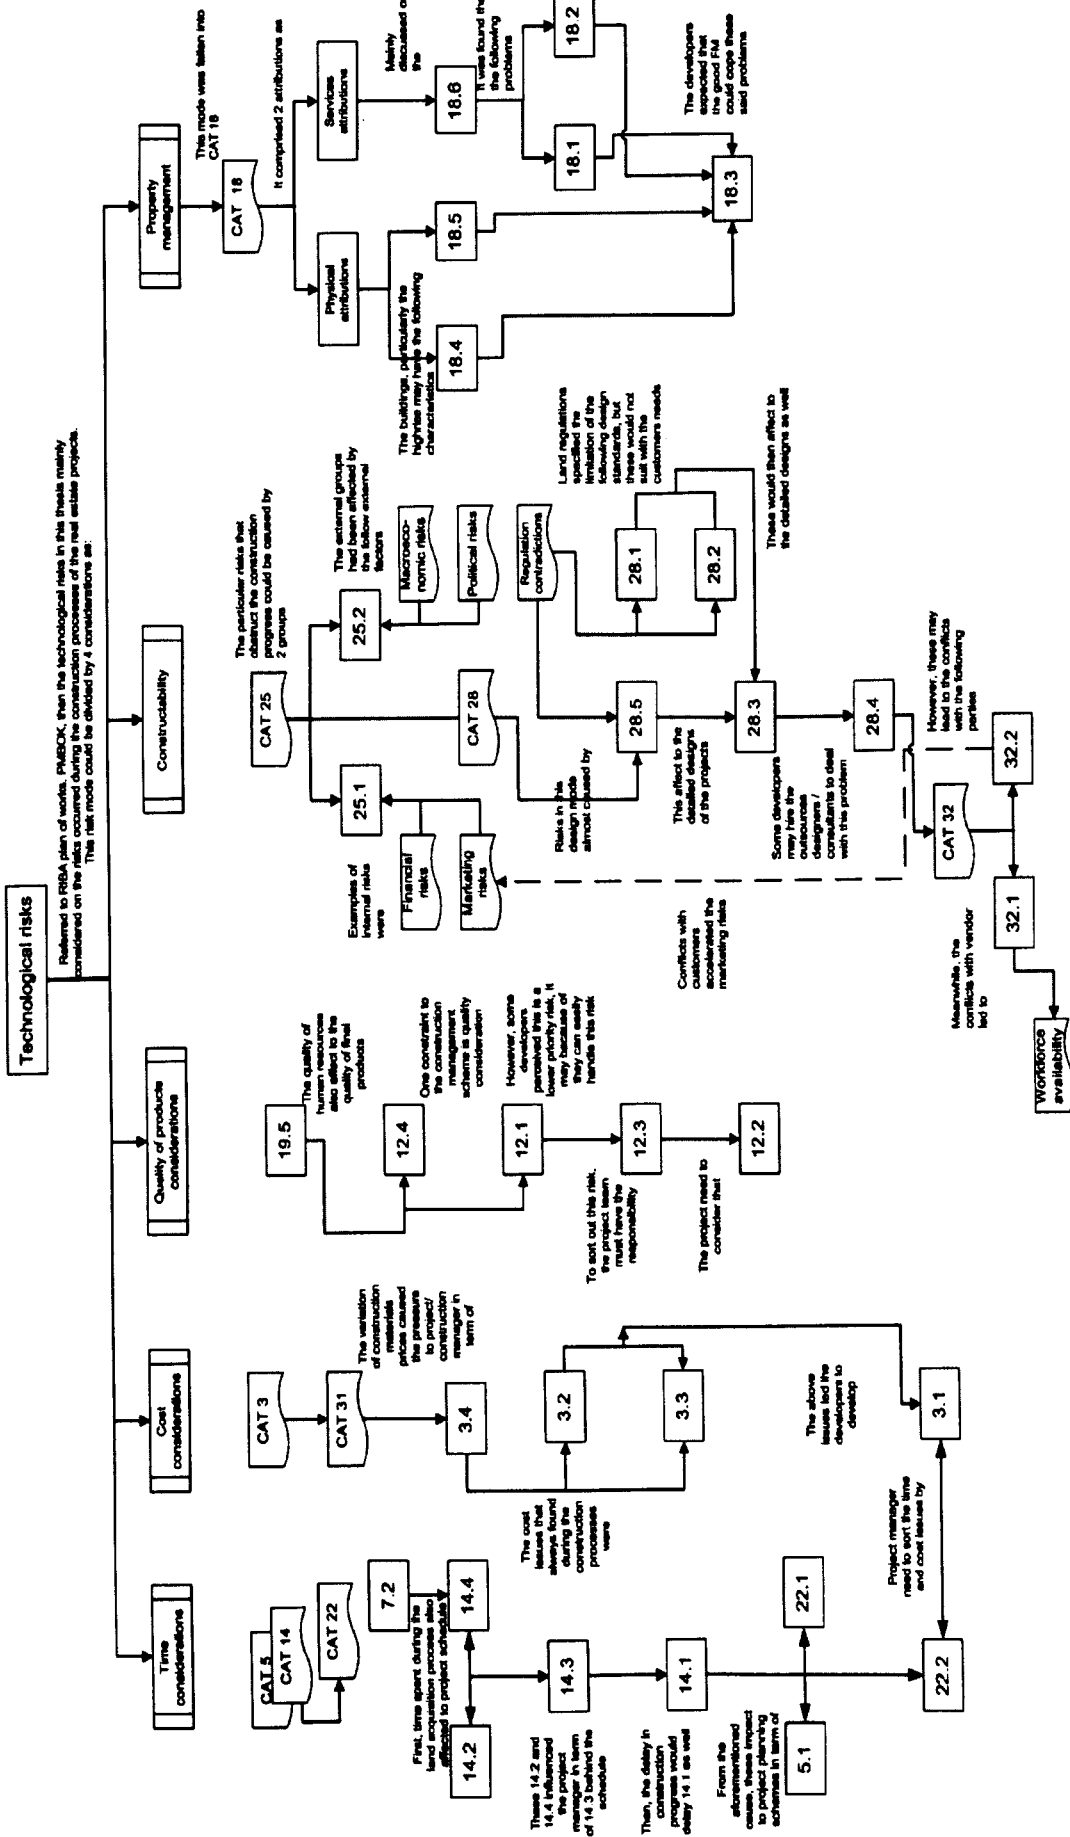 Technological risks
Referred to RIBA plan of works, PMBOK, then the technological risks in this thesis mainly
considered on the risks occurred during the construction processes of the real estate projects.
This risk mode could be divided by 4 considerations as:
Time
considerations
Cost
considerations
Quality of products
considerations
Constructability
Property
management
CAT 5
CAT 14
CAT 22
7.2
First, time spent during the
land acquisition process also
affected to project schedule
14.2
14.4
These 14.2 and
14.4 influenced
the project
manager in term
of 14.3 behind the
schedule
14.3
Then, the delay in
construction
progress would
delay 14.1 as well
14.1
From the
aforementioned
cause, these impact
to project planning
schemes in term of
5.1
22.1
22.2
Project manager
need to sort the time
and cost issues by
CAT 3
CAT 31
The variation
of construction
materials
prices caused
the pressure
to project/
construction
manager in
term of
3.4
The cost
issues that
always found
during the
construction
processes
were
3.2
3.3
The above
issues led the
developers to
develop
3.1
19.5
The quality of
human resources
also affect to the
quality of final
products
12.4
One constraint to
the construction
management
scheme is quality
consideration
12.1
However, some
developers
perceived this is a
lower priority risk, it
may because of
they can easily
handle this risk
To sort out this risk,
the project team
must have the
responsibility
12.3
The project need to
consider that
12.2
CAT 25
The particular risks that
obstruct the construction
progress could be caused by
2 groups
25.1
25.2
Examples of
internal risks
were
Financial
risks
Marketing
risks
The external groups
had been affected by
the follow external
factors
Macroeco-
nomic risks
Political risks
CAT 28
Risks in this
design mode
almost caused by
28.5
Regulation
contradictions
Land regulations
specified the
limitation of the
following design
standards, but
these would not
suit with the
customers needs
28.1
28.2
This affect to the
detailed designs
of the projects
28.3
These would then affect to
the detailed designs as well
Some developers
may hire the
outsources
designers /
consultants to deal
with this problem
28.4
Conflicts with
customers
accelerated the
marketing risks
CAT 32
However, these may
lead to the conflicts
with the following
parties
32.1
32.2
Meanwhile, the
conflicts with vendor
led to
Workforce
availability
This mode was fallen into
CAT 18
CAT 18
It comprised 2 attributions as
Physical
attributions
Services
attributions
The buildings, particularly the
highrise may have the following
characteristics
18.4
18.5
Mainly
discussed
the
18.6
It was found
the following
problems
18.1
18.2
18.3
The developers
expected that
the good FM
could cope these
said problems